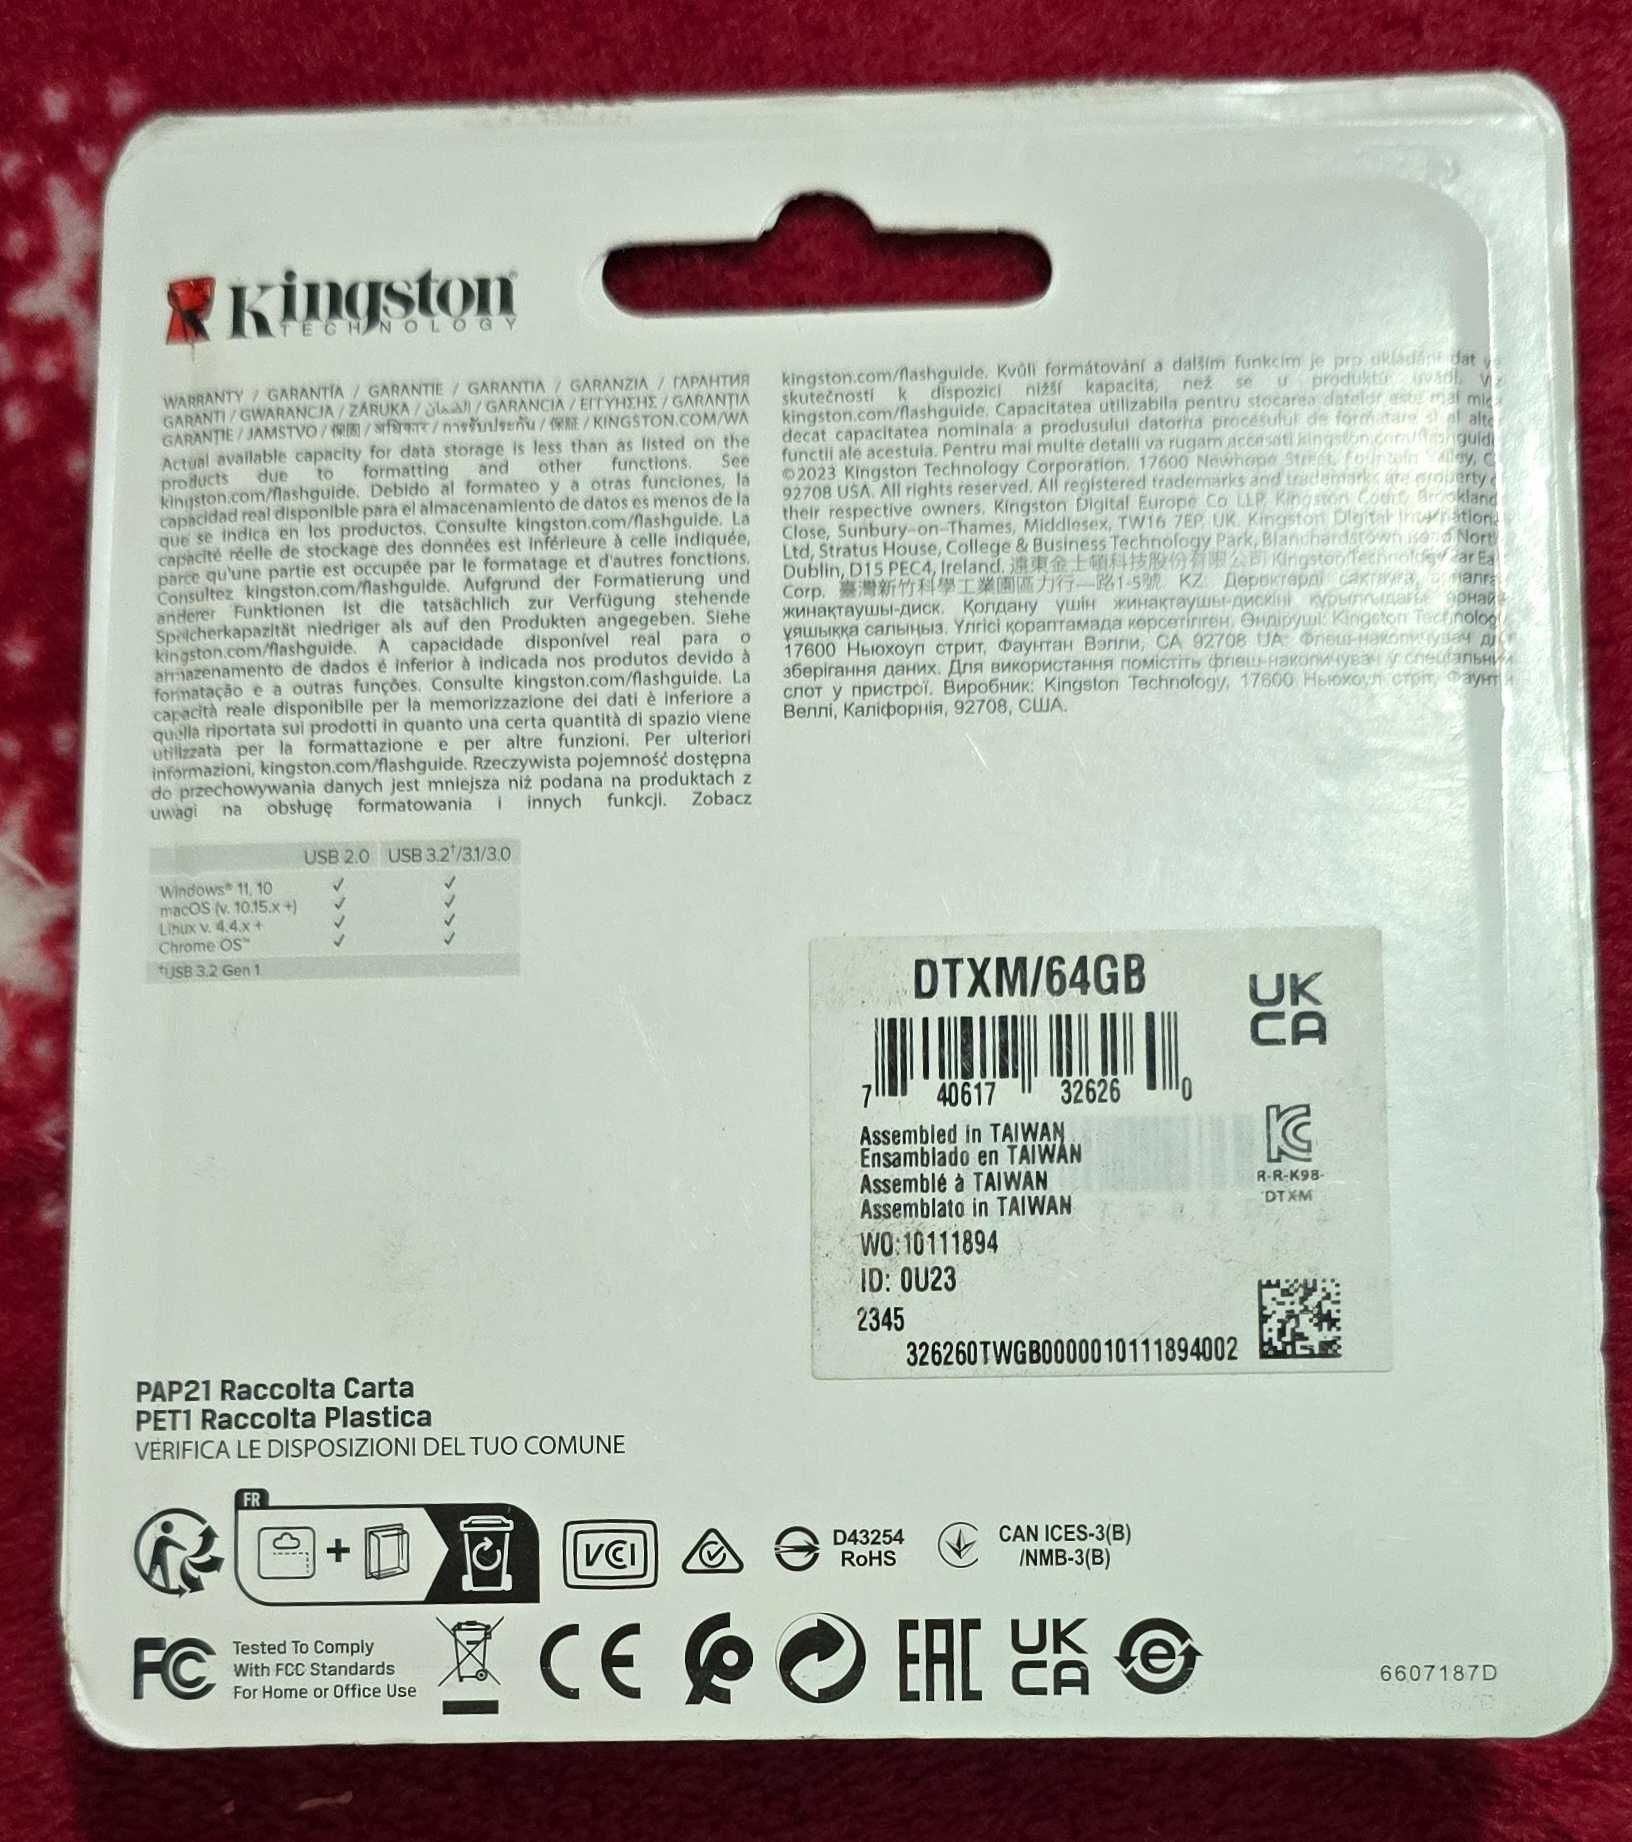 Kingston
TECHNOLOGY
WARRANTY / GARANTÍA / GARANTIE / GARANTIA / GARANZIA / ГАРАНТИЯ
GARANTI / GWARANCJA / ZÁRUKA / الضمان / GARANCIA / ΕΓΓΥΗΣΗΣ / GARANȚIA
GARANTIE / JAMSTVO / 保固 / अधिकार / การรับประกัน / 保証 / KINGSTON.COM/WA
Actual available capacity for data storage is less than as listed on the
products due to formatting and other functions. See
kingston.com/flashguide. Debido al formateo y a otras funciones, la
capacidad real disponible para el almacenamiento de datos es menos de la
que se indica en los productos. Consulte kingston.com/flashguide. La
capacité réelle de stockage des données est inférieure à celle indiquée,
parce qu'une partie est occupée par le formatage et d'autres fonctions.
Consultez kingston.com/flashguide. Aufgrund der Formatierung und
anderer Funktionen ist die tatsächlich zur Verfügung stehende
Speicherkapazität niedriger als auf den Produkten angegeben. Siehe
kingston.com/flashguide. A capacidade disponível real para o
armazenamento de dados é inferior à indicada nos produtos devido à
formatação e a outras funções. Consulte kingston.com/flashguide. La
capacità reale disponibile per la memorizzazione dei dati è inferiore a
quella riportata sui prodotti in quanto una certa quantità di spazio viene
utilizzata per la formattazione e per altre funzioni. Per ulteriori
informazioni, kingston.com/flashguide. Rzeczywista pojemność dostępna
do przechowywania danych jest mniejsza niż podana na produktach z
uwagi na obsługę formatowania i innych funkcji. Zobacz
kingston.com/flashguide. Kvůli formátování a dalším funkcím je pro ukládání dat
skutečností k dispozici nižší kapacita, než se u produktů uvádí. Viz
kingston.com/flashguide. Capacitatea utilizabila pentru stocarea datelor este mai mica
decat capacitatea nominala a produsului datorita procesului de formatare si al altor
functii ale acestuia. Pentru mai multe detalii va rugam accesati kingston.com/flashguide
©2023 Kingston Technology Corporation, 17600 Newhope Street, Fountain Valley, C
92708 USA. All rights reserved. All registered trademarks and trademarks are property
their respective owners. Kingston Digital Europe Co LLP, Kingston Court, Brookland
Close, Sunbury-on-Thames, Middlesex, TW16 7EP, UK. Kingston Digital International
Ltd, Stratus House, College & Business Technology Park, Blanchardstown Road North
Dublin, D15 PEC4, Ireland. 遠東金士頓科技股份有限公司 Kingston Technology Far Ea
Corp. 臺灣新竹科學工業園區力行一路1-5號. KZ: Деректерді сақтауға арналға
жинақтаушы-диск. Қолдану үшін жинақтаушы-дискіні құрылғыдағы арнай
ұяшыққа салыңыз. Үлгісі қораптамада көрсетілген. Өндіруші: Kingston Technolog
17600 Ньюхоуп стрит, Фаунтан Вэлли, CA 92708 UA: Флеш-накопичувач дл
зберігання даних. Для використання помістіть флеш-накопичувач у спеціальний
слот у пристрої. Виробник: Kingston Technology, 17600 Ньюхоуп стріт, Фаунт
Веллі, Каліфорнія, 92708, США.
USB 2.0 USB 3.2†/3.1/3.0
Windows® 11, 10 ✓ ✓
macOS (v. 10.15.x +) ✓ ✓
Linux v. 4.4.x + ✓ ✓
Chrome OS™ ✓ ✓
†USB 3.2 Gen 1
DTXM/64GB
UK
CA
7 40617 32626 0
Assembled in TAIWAN
Ensamblado en TAIWAN
Assemblé à TAIWAN
Assemblato in TAIWAN
R-R-K98-
DTXM
WO:10111894
ID: 0U23
2345
326260TWGB0000010111894002
PAP21 Raccolta Carta
PET1 Raccolta Plastica
VERIFICA LE DISPOSIZIONI DEL TUO COMUNE
FR
+
VCI
D43254
RoHS
CAN ICES-3(B)
/NMB-3(B)
FC
Tested To Comply
With FCC Standards
For Home or Office Use
CE
EAC
UK
CA
e
6607187D